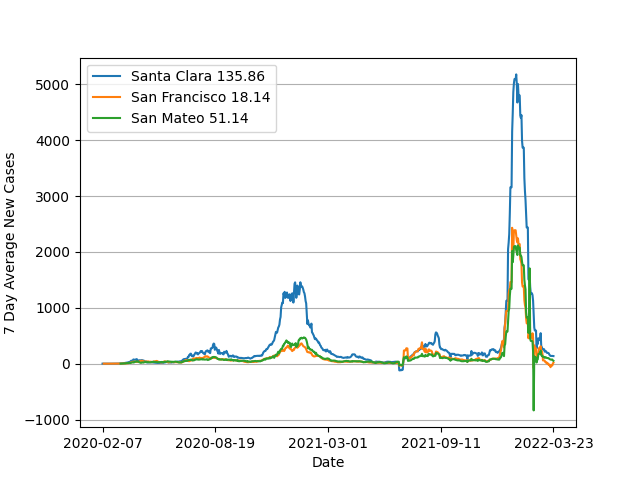 Santa Clara 135.86
San Francisco 18.14
San Mateo 51.14
7 Day Average New Cases
5000
4000
3000
2000
1000
0
−1000
2020-02-07 2020-08-19 2021-03-01 2021-09-11 2022-03-23
Date